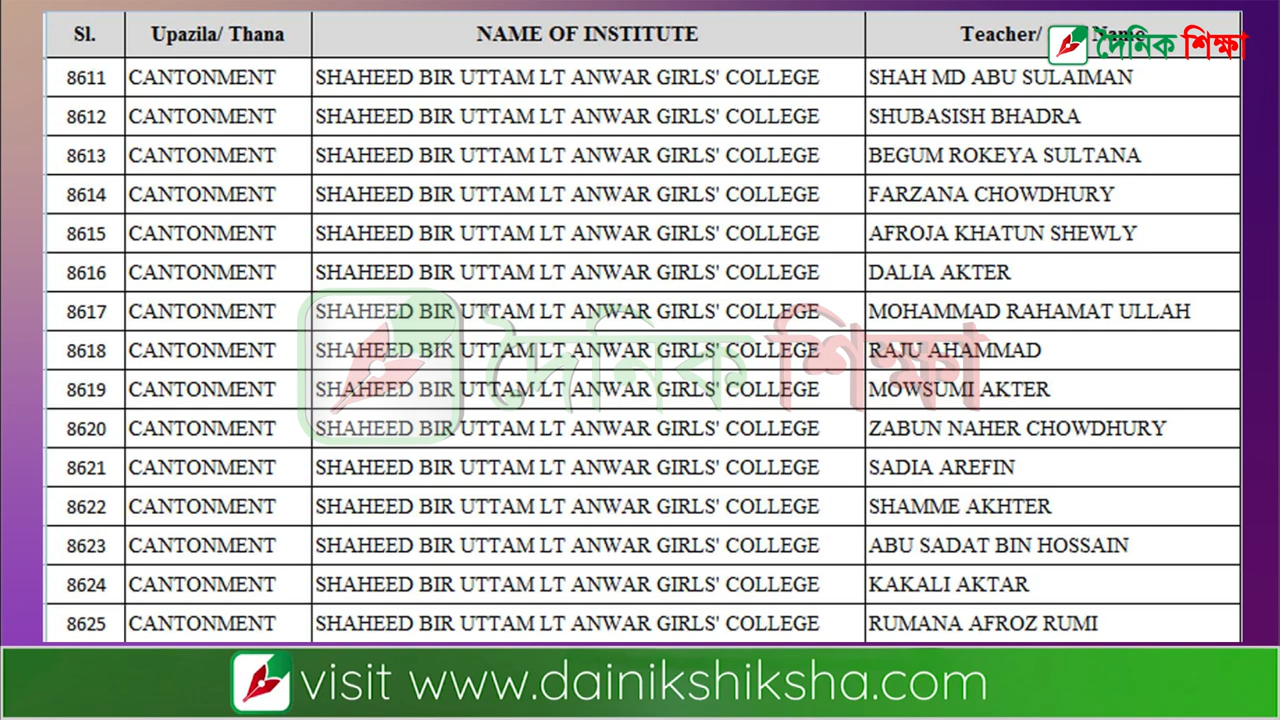 Sl. Upazila/ Thana NAME OF INSTITUTE Teacher/ Name
দৈনিক শিক্ষা
8611 CANTONMENT SHAHEED BIR UTTAM LT ANWAR GIRLS' COLLEGE SHAH MD ABU SULAIMAN
8612 CANTONMENT SHAHEED BIR UTTAM LT ANWAR GIRLS' COLLEGE SHUBASISH BHADRA
8613 CANTONMENT SHAHEED BIR UTTAM LT ANWAR GIRLS' COLLEGE BEGUM ROKEYA SULTANA
8614 CANTONMENT SHAHEED BIR UTTAM LT ANWAR GIRLS' COLLEGE FARZANA CHOWDHURY
8615 CANTONMENT SHAHEED BIR UTTAM LT ANWAR GIRLS' COLLEGE AFROJA KHATUN SHEWLY
8616 CANTONMENT SHAHEED BIR UTTAM LT ANWAR GIRLS' COLLEGE DALIA AKTER
8617 CANTONMENT SHAHEED BIR UTTAM LT ANWAR GIRLS' COLLEGE MOHAMMAD RAHAMAT ULLAH
8618 CANTONMENT SHAHEED BIR UTTAM LT ANWAR GIRLS' COLLEGE RAJU AHAMMAD
দৈনিক শিক্ষা
8619 CANTONMENT SHAHEED BIR UTTAM LT ANWAR GIRLS' COLLEGE MOWSUMI AKTER
8620 CANTONMENT SHAHEED BIR UTTAM LT ANWAR GIRLS' COLLEGE ZABUN NAHER CHOWDHURY
8621 CANTONMENT SHAHEED BIR UTTAM LT ANWAR GIRLS' COLLEGE SADIA AREFIN
8622 CANTONMENT SHAHEED BIR UTTAM LT ANWAR GIRLS' COLLEGE SHAMME AKHTER
8623 CANTONMENT SHAHEED BIR UTTAM LT ANWAR GIRLS' COLLEGE ABU SADAT BIN HOSSAIN
8624 CANTONMENT SHAHEED BIR UTTAM LT ANWAR GIRLS' COLLEGE KAKALI AKTAR
8625 CANTONMENT SHAHEED BIR UTTAM LT ANWAR GIRLS' COLLEGE RUMANA AFROZ RUMI
visit www.dainikshiksha.com